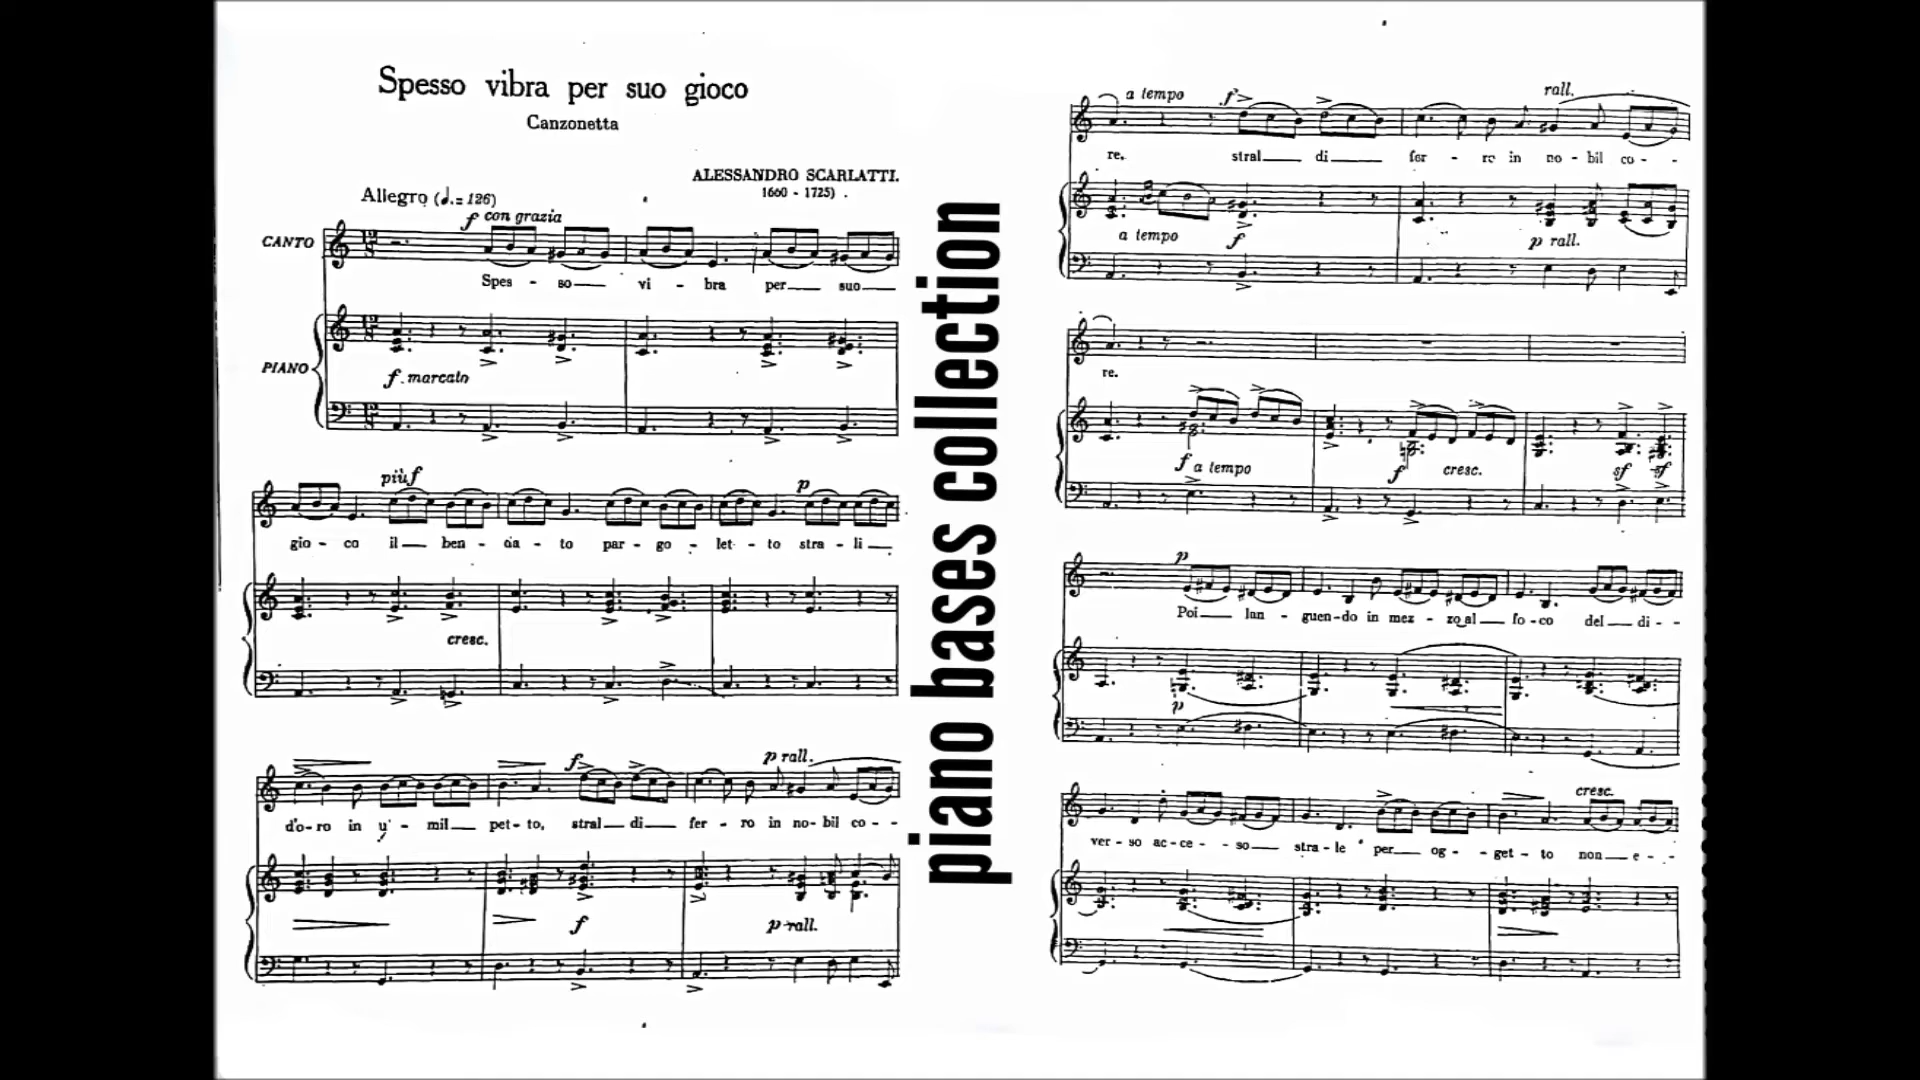 Spesso vibra per suo gioco
Canzonetta
ALESSANDRO SCARLATTI.
1660 - 1725)
Allegro (♩. = 126)
f con grazia
CANTO
Spes - so vi - bra per suo
PIANO
f marcato
più f
p
gio - co il ben - da - to par - go - let - to stra - li
cresc.
f
p rall.
d'o - ro in u - mil pet - to, stral di fer - ro in no - bil co - -
f
p rall.
piano bases collection
a tempo
f
rall.
re, stral di fer - ro in no - bil co - -
a tempo
f
p rall.
re.
f a tempo
f
cresc.
sf
sf
p
Poi lan - guen - do in mez - zo al fo - co del di - -
p
cresc.
ver - so ac - ce - - so stra - le per og - get - to non e - -